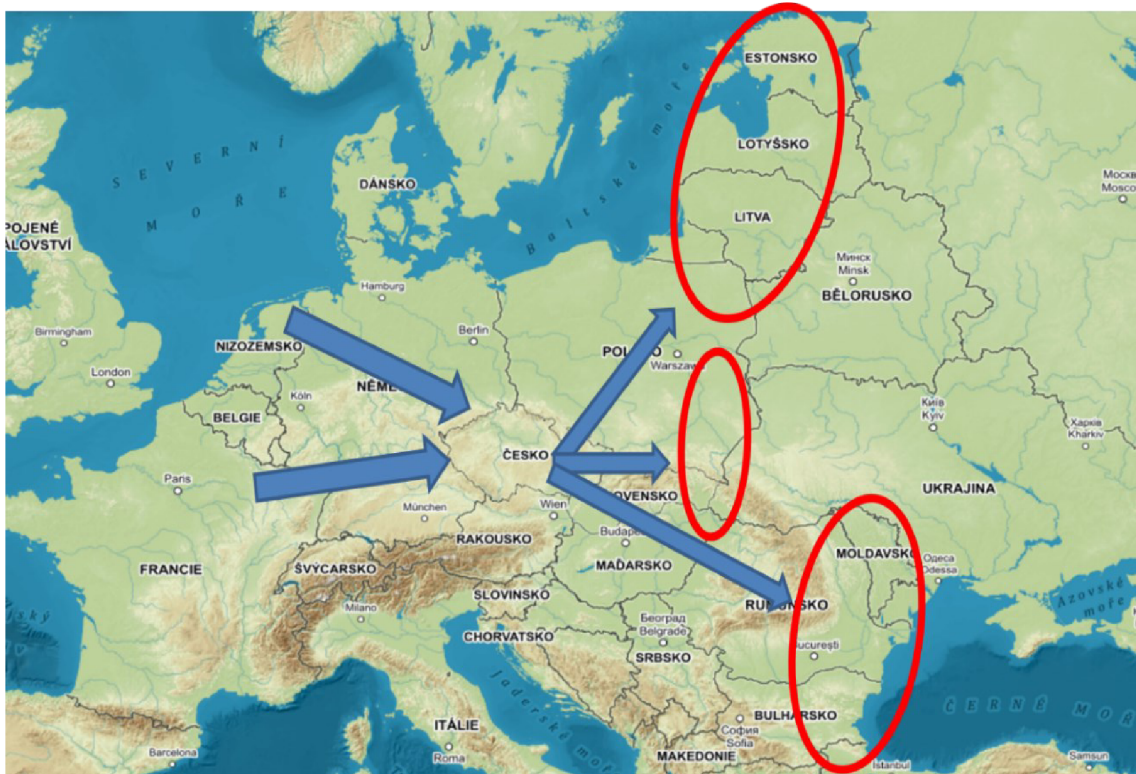 ESTONSKO
Москва
Moscow
LOTYŠSKO
SEVERNÍ
MOŘE
DÁNSKO
Baltské moře
LITVA
POJENÉ
ÁLOVSTVÍ
Минск
Minsk
Hamburg
BĚLORUSKO
Birmingham
Berlin
NIZOZEMSKO
Warszawa
London
NĚME
Köln
BELGIE
Київ
Kyiv
Харків
Kharkiv
ČESKO
Paris
UKRAJINA
OVENSKO
München
Wien
RAKOUSKO
Budape
MOLDAVSKO
Одеса
Odessa
FRANCIE
ŠVÝCARSKO
MAĎARSKO
SLOVINSKO
Azovské
moře
Milano
RUMUNSKO
Београд
Belgrade
CHORVATSKO
Bucureşti
SRBSKO
Jaderské moře
ITÁLIE
BULHARSKO
София
Sofia
ČERNÉ MOŘ
Roma
MAKEDONIE
Barcelona
Istanbul
Samsun